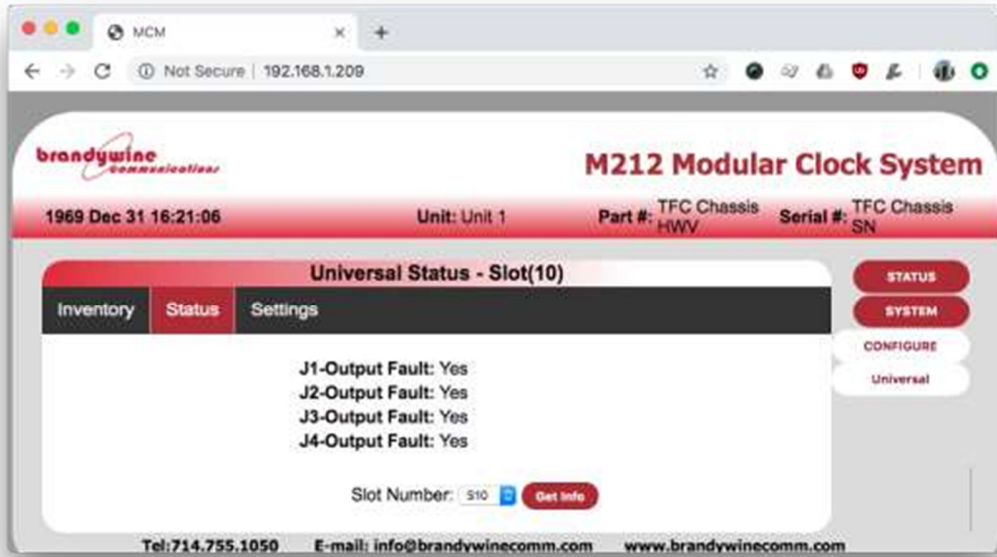 MCM
Not Secure | 192.168.1.209
brandywine
communications
M212 Modular Clock System
1969 Dec 31 16:21:06
Unit: Unit 1
Part #: TFC Chassis HWV
Serial #: TFC Chassis SN
Universal Status - Slot(10)
Inventory Status Settings
STATUS
SYSTEM
CONFIGURE
Universal
J1-Output Fault: Yes
J2-Output Fault: Yes
J3-Output Fault: Yes
J4-Output Fault: Yes
Slot Number: S10 Get Info
Tel:714.755.1050 E-mail: info@brandywinecomm.com www.brandywinecomm.com